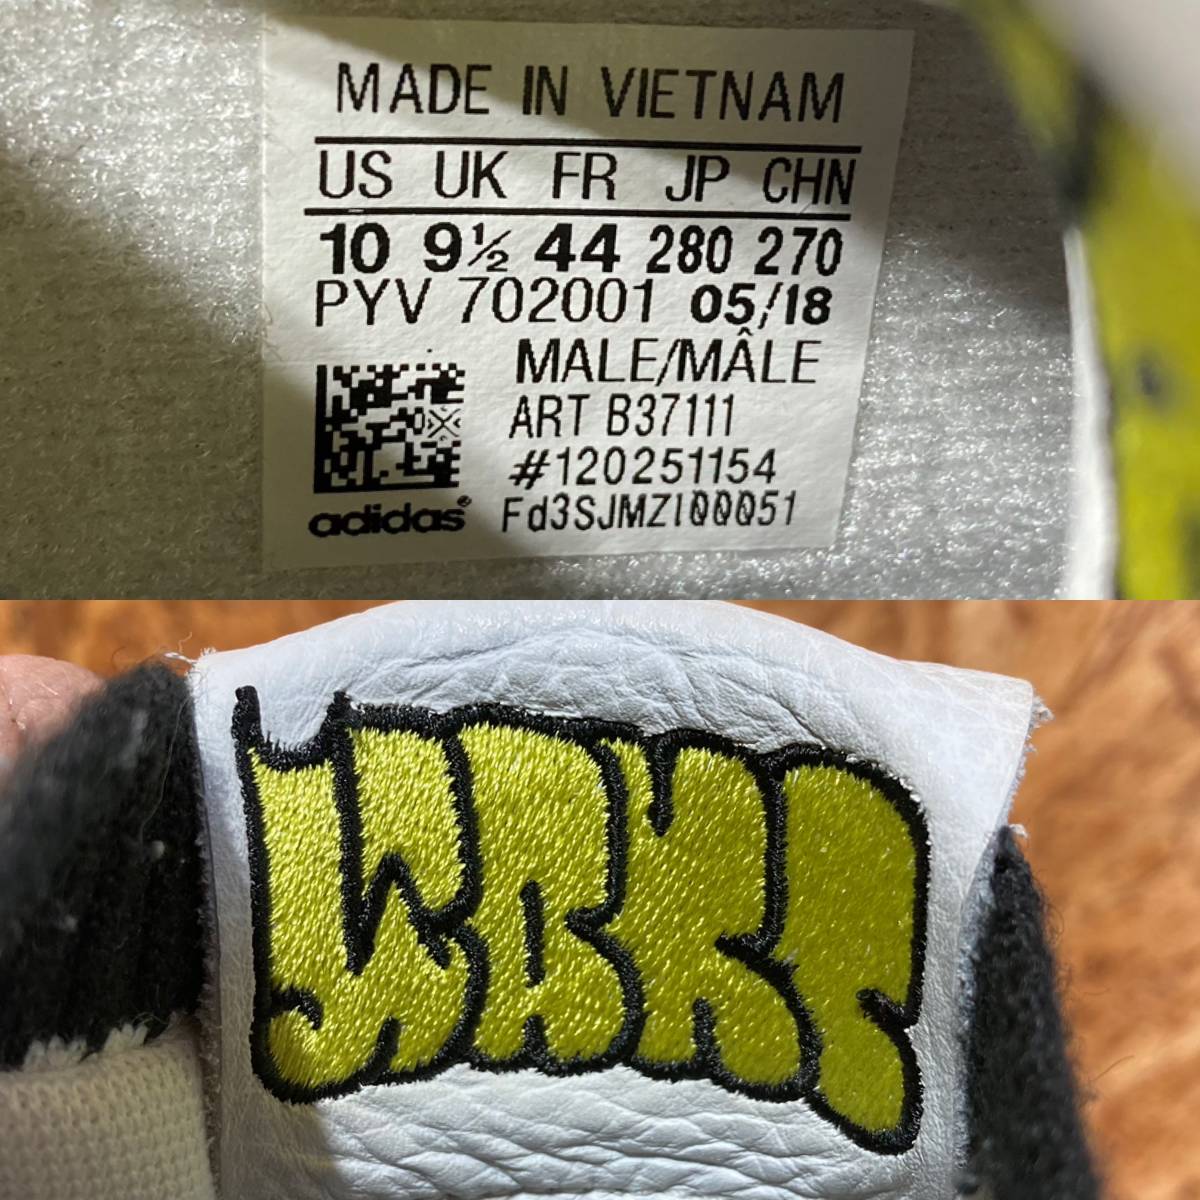 MADE IN VIETNAM
US UK FR JP CHN
10 9½ 44 280 270
PYV 702001 05/18
MALE/MÂLE
ART B37111
#120251154
adidas® Fd3SJMZI00051